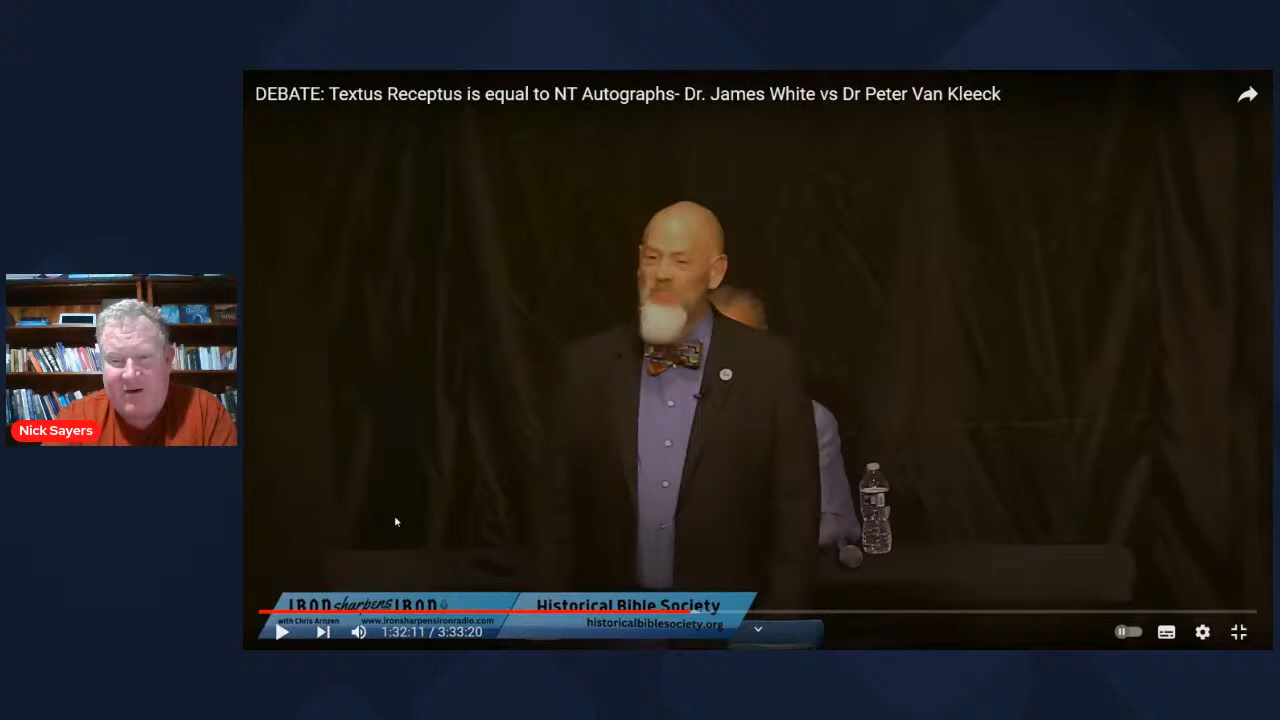 DEBATE: Textus Receptus is equal to NT Autographs- Dr. James White vs Dr Peter Van Kleeck
Nick Sayers
IRON sharpens IRON
with Chris Arnzen www.ironsharpensironradio.com
Historical Bible Society
historicalbiblesociety.org
1:32:11 / 3:33:20